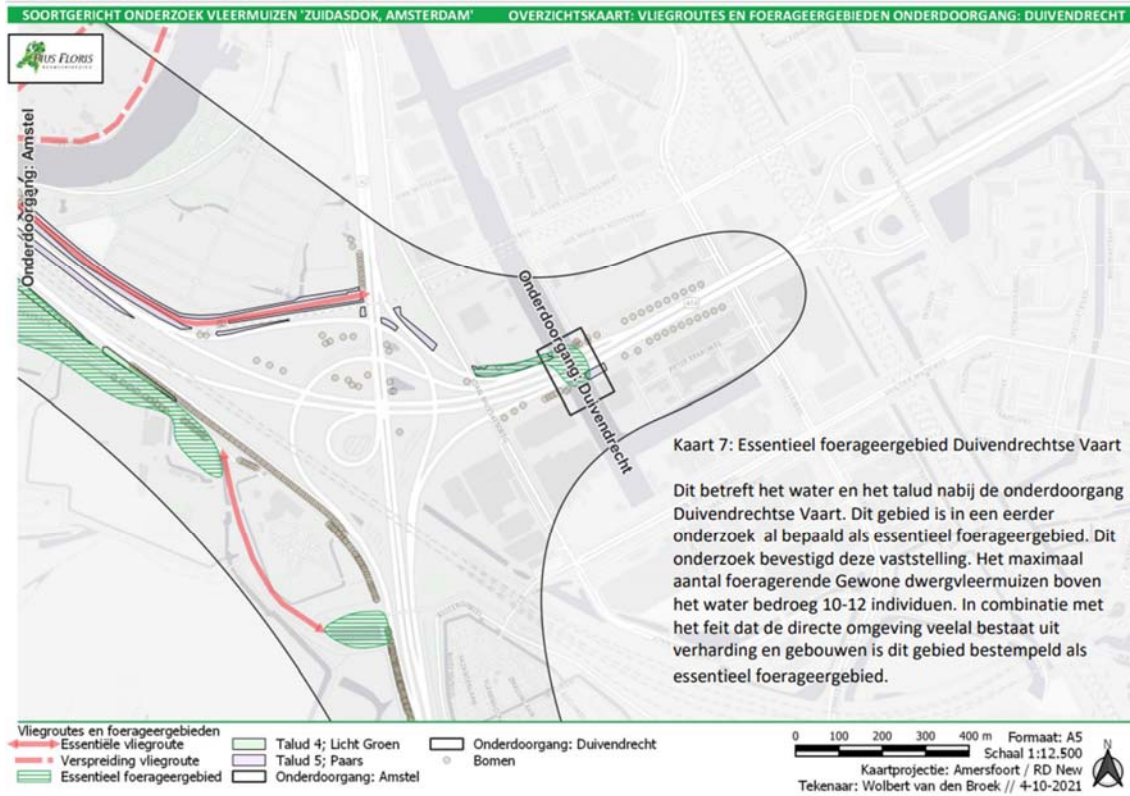 SOORTGERICHT ONDERZOEK VLEERMUIZEN 'ZUIDASDOK, AMSTERDAM' OVERZICHTSKAART: VLIEGROUTES EN FOERAGEERGEBIEDEN ONDERDOORGANG: DUIVENDRECHT
PIUS FLORIS
BOOMVERZORGING
Onderdoorgang: Amstel
Onderdoorgang: Duivendrecht
Kaart 7: Essentieel foerageergebied Duivendrechtse Vaart
Dit betreft het water en het talud nabij de onderdoorgang
Duivendrechtse Vaart. Dit gebied is in een eerder
onderzoek al bepaald als essentieel foerageergebied. Dit
onderzoek bevestigd deze vaststelling. Het maximaal
aantal foeragerende Gewone dwergvleermuizen boven
het water bedroeg 10-12 individuen. In combinatie met
het feit dat de directe omgeving veelal bestaat uit
verharding en gebouwen is dit gebied bestempeld als
essentieel foerageergebied.
Vliegroutes en foerageergebieden
Essentiële vliegroute
Verspreiding vliegroute
Essentieel foerageergebied
Talud 4; Licht Groen
Talud 5; Paars
Onderdoorgang: Amstel
Onderdoorgang: Duivendrecht
Bomen
0 100 200 300 400 m
Formaat: A5
Schaal 1:12.500
Kaartprojectie: Amersfoort / RD New
Tekenaar: Wolbert van den Broek // 4-10-2021
N